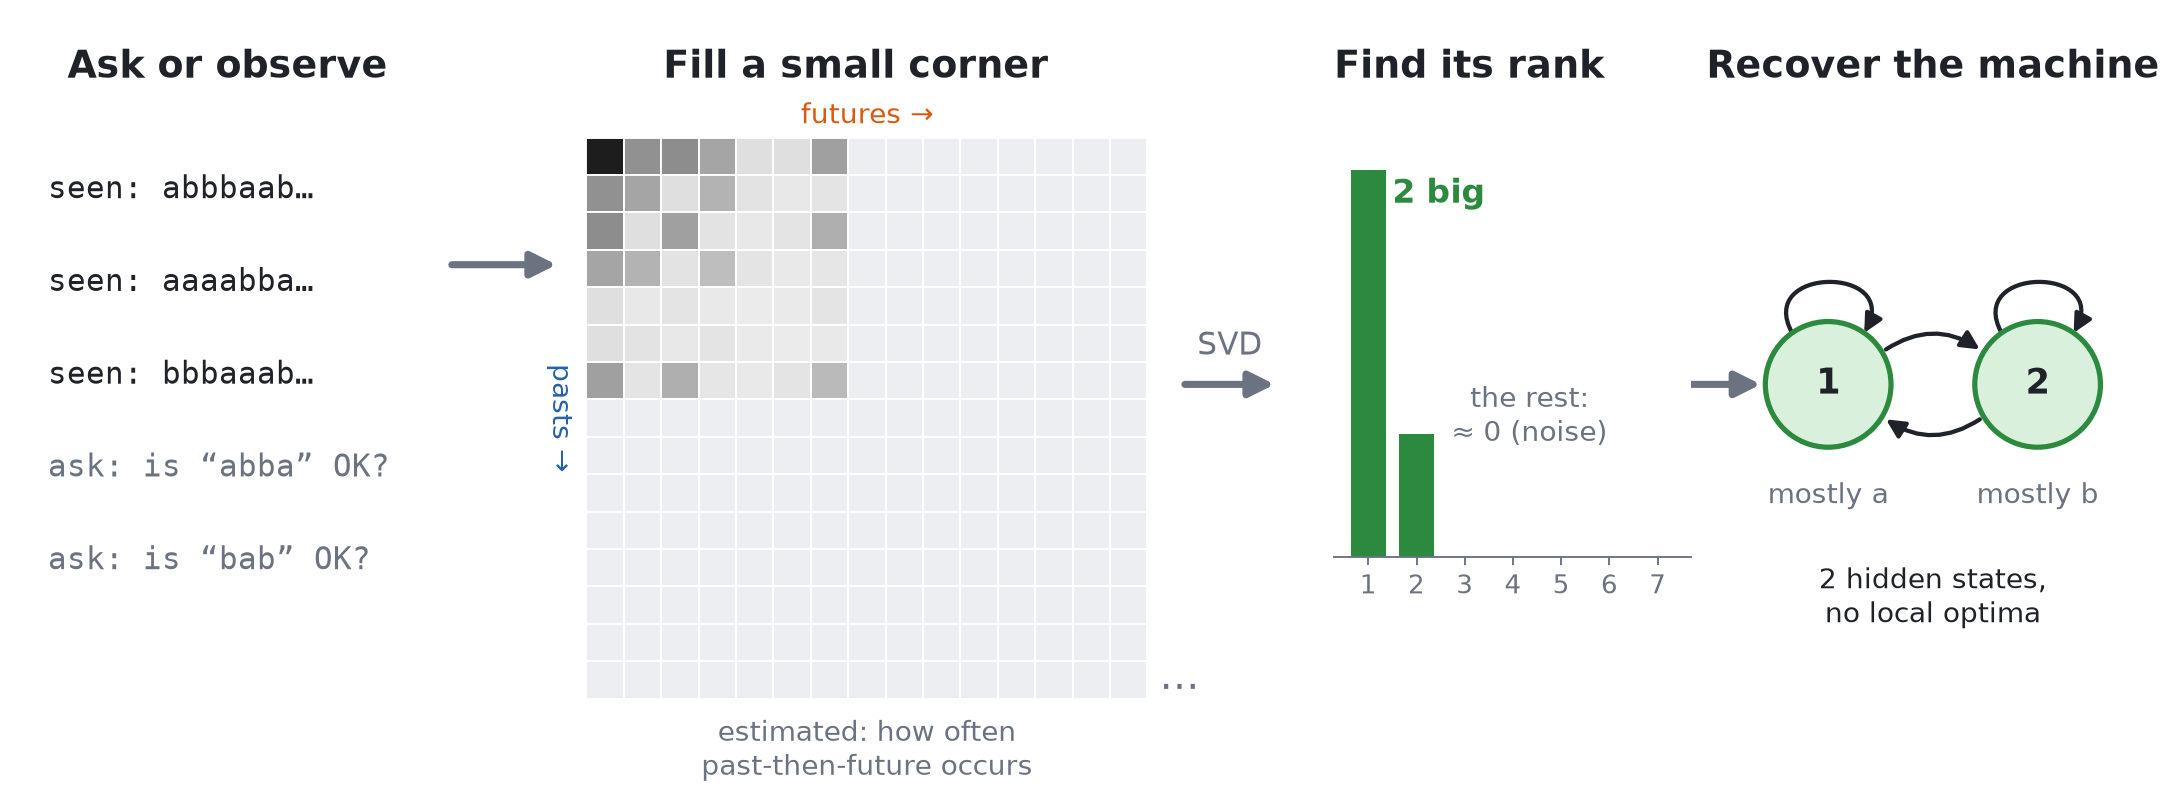 Ask or observe
seen: abbbaab…
seen: aaaabba…
seen: bbbaaab…
ask: is “abba” OK?
ask: is “bab” OK?
Fill a small corner
futures →
pasts →
...
estimated: how often
past-then-future occurs
SVD
Find its rank
2 big
the rest:
≈ 0 (noise)
1 2 3 4 5 6 7
Recover the machine
1 2
mostly a mostly b
2 hidden states,
no local optima